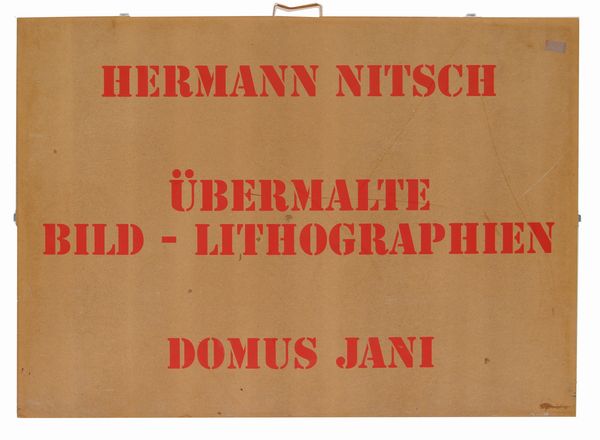 HERMANN NITSCH
ÜBERMALTE
BILD - LITHOGRAPHIEN
DOMUS JANI